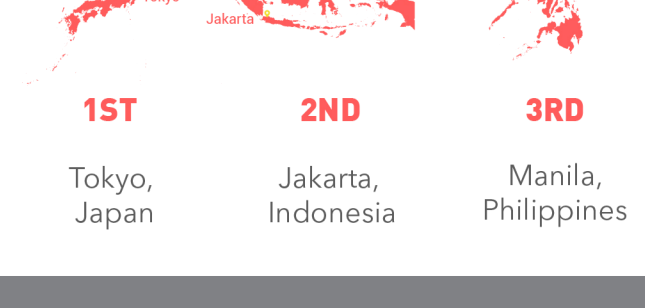 Jakarta
1ST
2ND
3RD
Tokyo,
Japan
Jakarta,
Indonesia
Manila,
Philippines